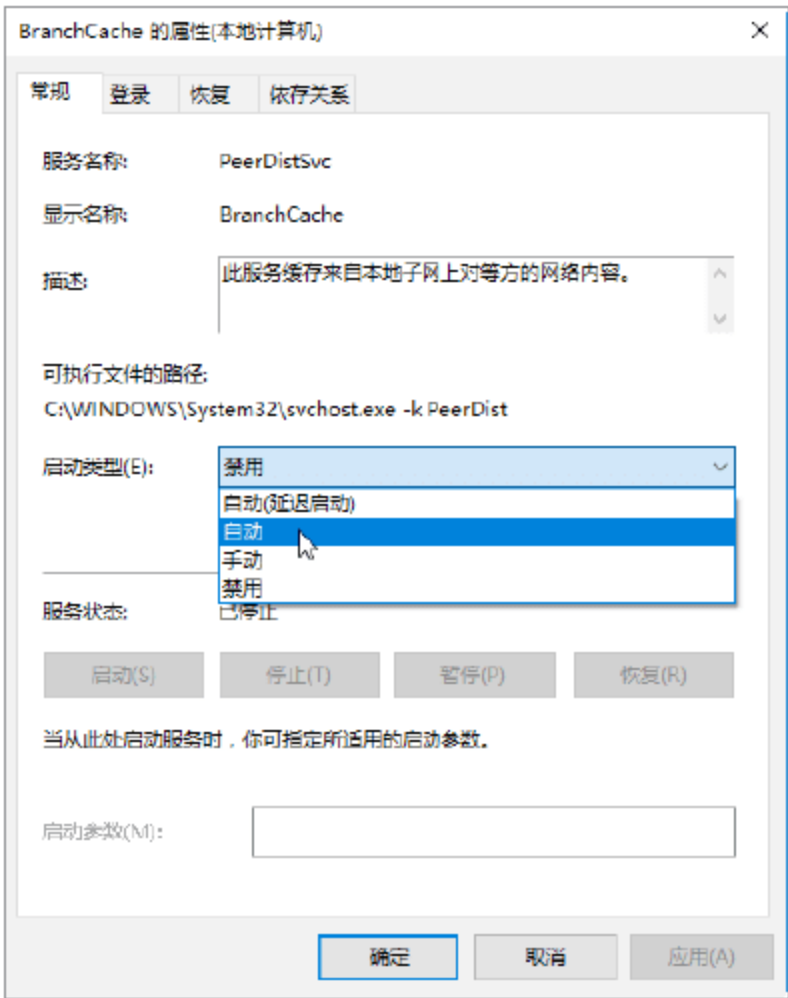 BranchCache 的属性(本地计算机)
常规 登录 恢复 依存关系
服务名称: PeerDistSvc
显示名称: BranchCache
描述: 此服务缓存来自本地子网上对等方的网络内容。
可执行文件的路径:
C:\WINDOWS\System32\svchost.exe -k PeerDist
启动类型(E): 禁用
自动(延迟启动)
自动
手动
禁用
服务状态: 已停止
启动(S) 停止(T) 暂停(P) 恢复(R)
当从此处启动服务时，你可指定所适用的启动参数。
启动参数(M):
确定 取消 应用(A)